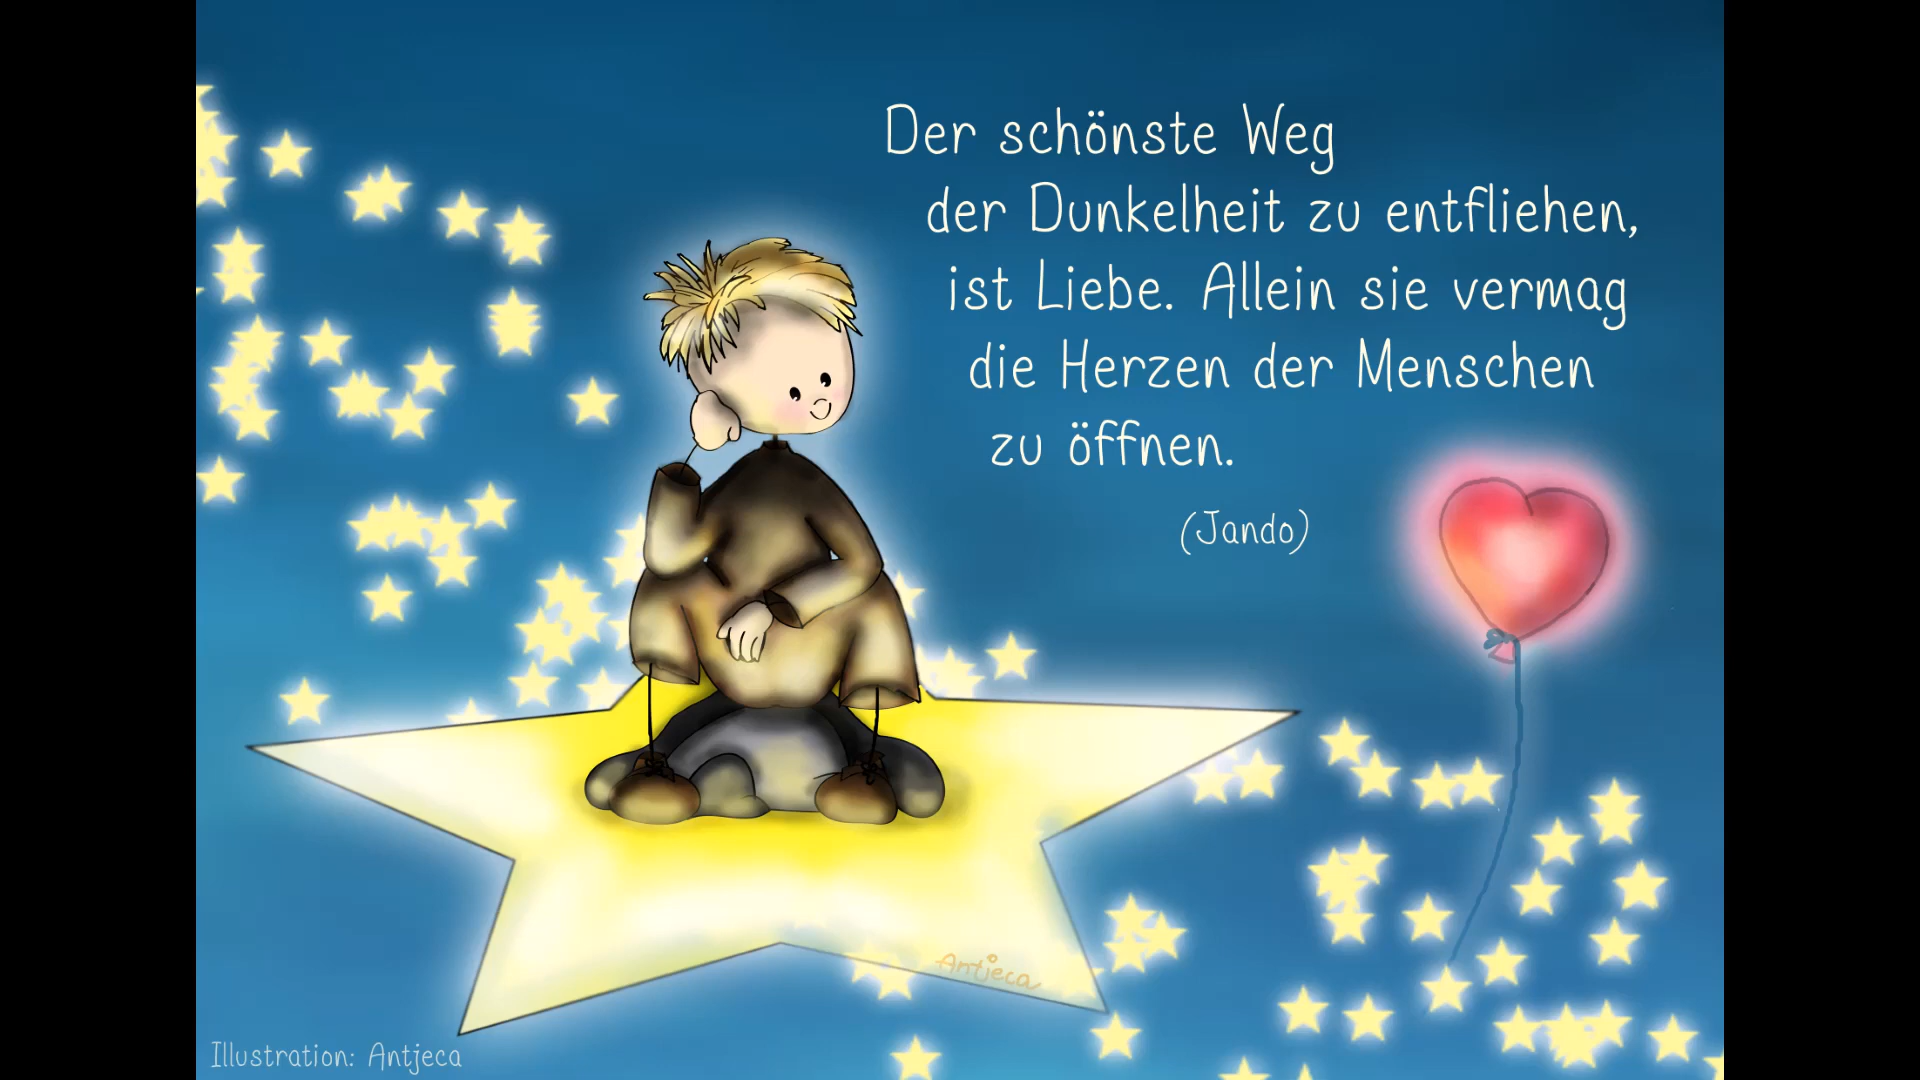 Der schönste Weg
der Dunkelheit zu entfliehen,
ist Liebe. Allein sie vermag
die Herzen der Menschen
zu öffnen.
(Jando)
Antjeca
Illustration: Antjeca